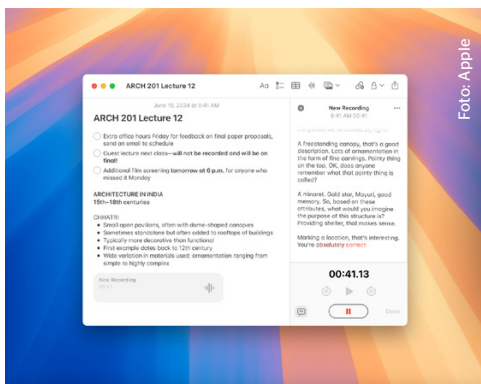 ARCH 201 Lecture 12
Aa
June 10, 2024 at 9:41 AM
ARCH 201 Lecture 12
Extra office hours Friday for feedback on final paper proposals,
send an email to schedule
Guest lecture next class—will not be recorded and will be on
final!
Additional film screening tomorrow at 6 p.m. for anyone who
missed it Monday
ARCHITECTURE IN INDIA
15th–18th centuries
CHHATRI:
• Small open pavilions, often with dome-shaped canopies
• Sometimes standalone but often added to rooftops of buildings
• Typically more decorative than functional
• First example dates back to 12th century
• Wide variation in materials used: ornamentation ranging from
simple to highly complex
New Recording
New Recording
9:41 AM 00:41
A freestanding canopy, that's a good
description. Lots of ornamentation in
the form of fine carvings. Pointy thing
on the top. OK, does anyone
remember what that pointy thing is
called?
A minaret. Gold star, Mayuri, good
memory. So, based on these
attributes, what would you imagine
the purpose of this structure is?
Providing shelter, that makes sense.
Marking a location, that's interesting.
You're absolutely correct.
00:41.13
Done
Foto: Apple